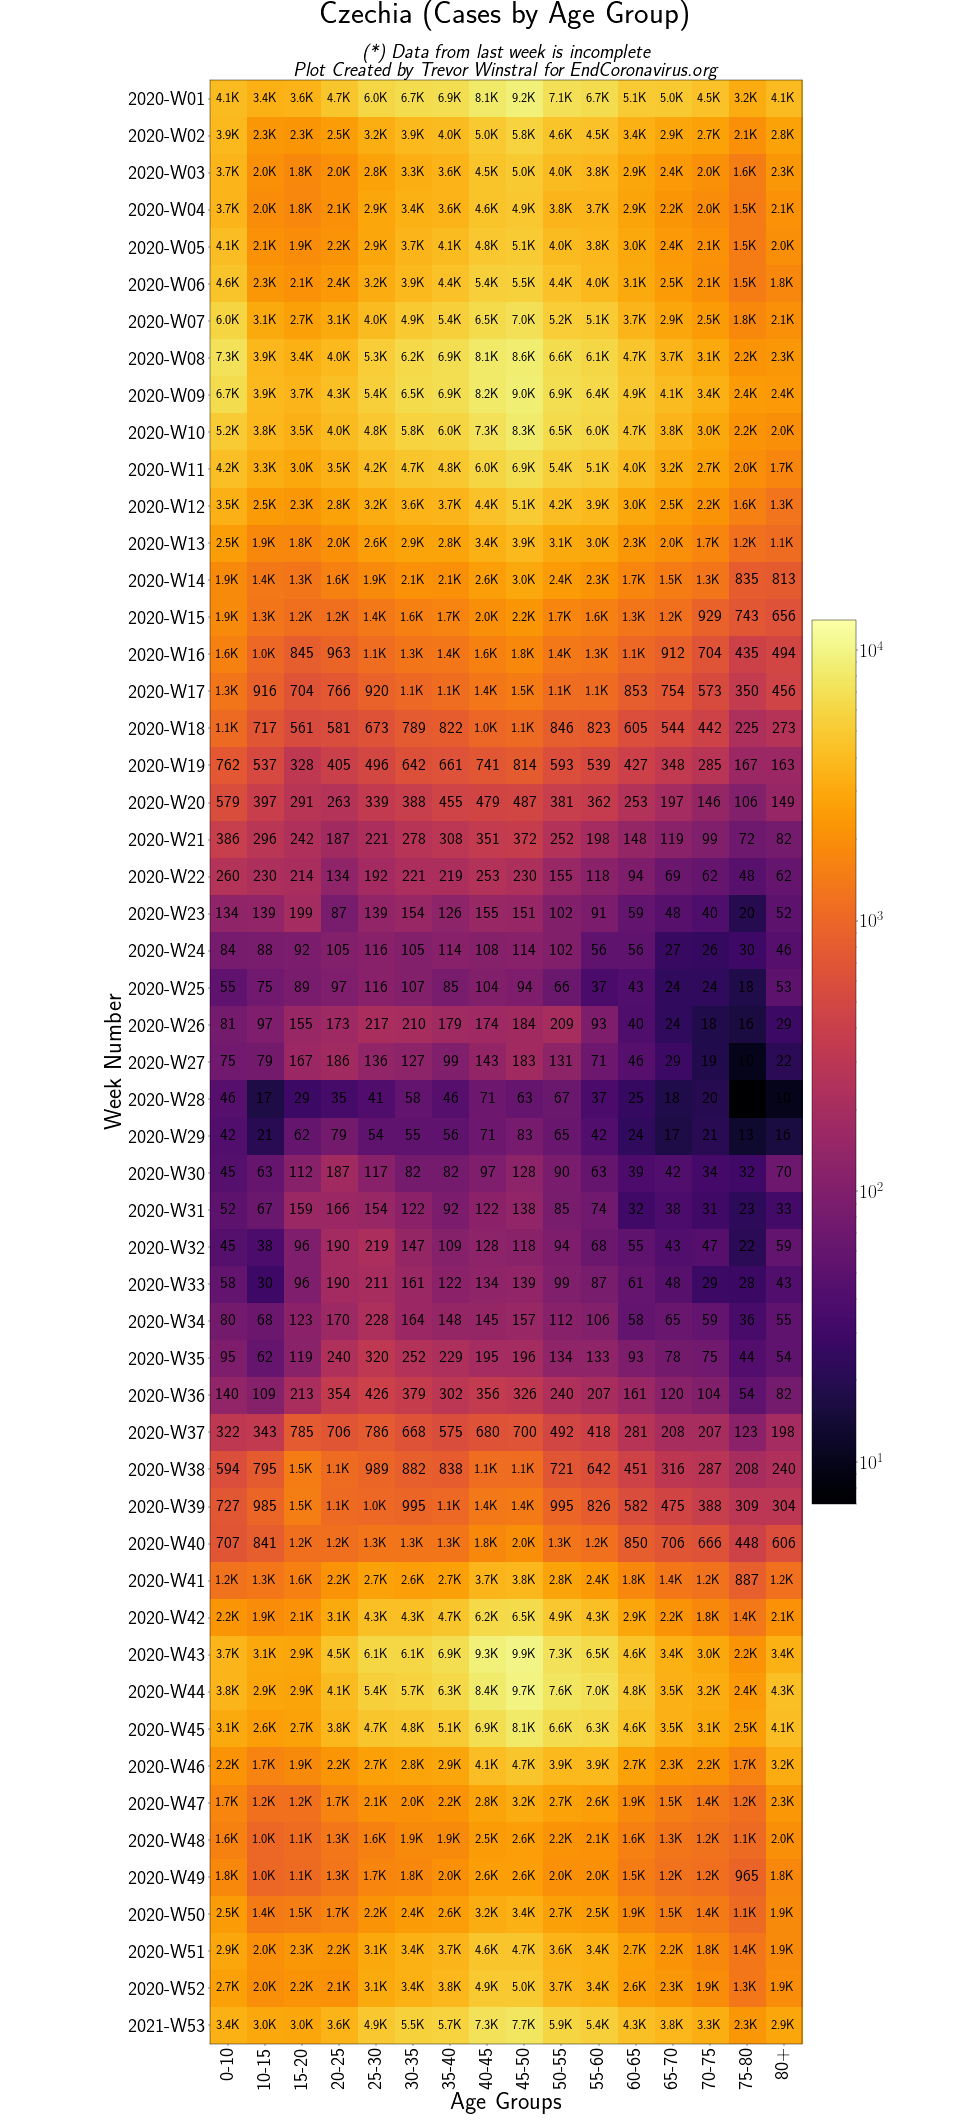 Czechia (Cases by Age Group)
(*) Data from last week is incomplete
Plot Created by Trevor Winstral for EndCoronavirus.org
2020-W01 4.1K 3.4K 3.6K 4.7K 6.0K 6.7K 6.9K 8.1K 9.2K 7.1K 6.7K 5.1K 5.0K 4.5K 3.2K 4.1K
2020-W02 3.9K 2.3K 2.3K 2.5K 3.2K 3.9K 4.0K 5.0K 5.8K 4.6K 4.5K 3.4K 2.9K 2.7K 2.1K 2.8K
2020-W03 3.7K 2.0K 1.8K 2.0K 2.8K 3.3K 3.6K 4.5K 5.0K 4.0K 3.8K 2.9K 2.4K 2.0K 1.6K 2.3K
2020-W04 3.7K 2.0K 1.8K 2.1K 2.9K 3.4K 3.6K 4.6K 4.9K 3.8K 3.7K 2.9K 2.2K 2.0K 1.5K 2.1K
2020-W05 4.1K 2.1K 1.9K 2.2K 2.9K 3.7K 4.1K 4.8K 5.1K 4.0K 3.8K 3.0K 2.4K 2.1K 1.5K 2.0K
2020-W06 4.6K 2.3K 2.1K 2.4K 3.2K 3.9K 4.4K 5.4K 5.5K 4.4K 4.0K 3.1K 2.5K 2.1K 1.5K 1.8K
2020-W07 6.0K 3.1K 2.7K 3.1K 4.0K 4.9K 5.4K 6.5K 7.0K 5.2K 5.1K 3.7K 2.9K 2.5K 1.8K 2.1K
2020-W08 7.3K 3.9K 3.4K 4.0K 5.3K 6.2K 6.9K 8.1K 8.6K 6.6K 6.1K 4.7K 3.7K 3.1K 2.2K 2.3K
2020-W09 6.7K 3.9K 3.7K 4.3K 5.4K 6.5K 6.9K 8.2K 9.0K 6.9K 6.4K 4.9K 4.1K 3.4K 2.4K 2.4K
2020-W10 5.2K 3.8K 3.5K 4.0K 4.8K 5.8K 6.0K 7.3K 8.3K 6.5K 6.0K 4.7K 3.8K 3.0K 2.2K 2.0K
2020-W11 4.2K 3.3K 3.0K 3.5K 4.2K 4.7K 4.8K 6.0K 6.9K 5.4K 5.1K 4.0K 3.2K 2.7K 2.0K 1.7K
2020-W12 3.5K 2.5K 2.3K 2.8K 3.2K 3.6K 3.7K 4.4K 5.1K 4.2K 3.9K 3.0K 2.5K 2.2K 1.6K 1.3K
2020-W13 2.5K 1.9K 1.8K 2.0K 2.6K 2.9K 2.8K 3.4K 3.9K 3.1K 3.0K 2.3K 2.0K 1.7K 1.2K 1.1K
2020-W14 1.9K 1.4K 1.3K 1.6K 1.9K 2.1K 2.1K 2.6K 3.0K 2.4K 2.3K 1.7K 1.5K 1.3K 835 813
2020-W15 1.9K 1.3K 1.2K 1.2K 1.4K 1.6K 1.7K 2.0K 2.2K 1.7K 1.6K 1.3K 1.2K 929 743 656
2020-W16 1.6K 1.0K 845 963 1.1K 1.3K 1.4K 1.6K 1.8K 1.4K 1.3K 1.1K 912 704 435 494
2020-W17 1.3K 916 704 766 920 1.1K 1.1K 1.4K 1.5K 1.1K 1.1K 853 754 573 350 456
2020-W18 1.1K 717 561 581 673 789 822 1.0K 1.1K 846 823 605 544 442 225 273
2020-W19 762 537 328 405 496 642 661 741 814 593 539 427 348 285 167 163
2020-W20 579 397 291 263 339 388 455 479 487 381 362 253 197 146 106 149
2020-W21 386 296 242 187 221 278 308 351 372 252 198 148 119 99 72 82
2020-W22 260 230 214 134 192 221 219 253 230 155 118 94 69 62 48 62
2020-W23 134 139 199 87 139 154 126 155 151 102 91 59 48 40 20 52
2020-W24 84 88 92 105 116 105 114 108 114 102 56 56 27 26 30 46
2020-W25 55 75 89 97 116 107 85 104 94 66 37 43 24 24 18 53
2020-W26 81 97 155 173 217 210 179 174 184 209 93 40 24 18 16 29
2020-W27 75 79 167 186 136 127 99 143 183 131 71 46 29 19 10 22
2020-W28 46 17 29 35 41 58 46 71 63 67 37 25 18 20 10
2020-W29 42 21 62 79 54 55 56 71 83 65 42 24 17 21 13 16
2020-W30 45 63 112 187 117 82 82 97 128 90 63 39 42 34 32 70
2020-W31 52 67 159 166 154 122 92 122 138 85 74 32 38 31 23 33
2020-W32 45 38 96 190 219 147 109 128 118 94 68 55 43 47 22 59
2020-W33 58 30 96 190 211 161 122 134 139 99 87 61 48 29 28 43
2020-W34 80 68 123 170 228 164 148 145 157 112 106 58 65 59 36 55
2020-W35 95 62 119 240 320 252 229 195 196 134 133 93 78 75 44 54
2020-W36 140 109 213 354 426 379 302 356 326 240 207 161 120 104 54 82
2020-W37 322 343 785 706 786 668 575 680 700 492 418 281 208 207 123 198
2020-W38 594 795 1.5K 1.1K 989 882 838 1.1K 1.1K 721 642 451 316 287 208 240
2020-W39 727 985 1.5K 1.1K 1.0K 995 1.1K 1.4K 1.4K 995 826 582 475 388 309 304
2020-W40 707 841 1.2K 1.2K 1.3K 1.3K 1.3K 1.8K 2.0K 1.3K 1.2K 850 706 666 448 606
2020-W41 1.2K 1.3K 1.6K 2.2K 2.7K 2.6K 2.7K 3.7K 3.8K 2.8K 2.4K 1.8K 1.4K 1.2K 887 1.2K
2020-W42 2.2K 1.9K 2.1K 3.1K 4.3K 4.3K 4.7K 6.2K 6.5K 4.9K 4.3K 2.9K 2.2K 1.8K 1.4K 2.1K
2020-W43 3.7K 3.1K 2.9K 4.5K 6.1K 6.1K 6.9K 9.3K 9.9K 7.3K 6.5K 4.6K 3.4K 3.0K 2.2K 3.4K
2020-W44 3.8K 2.9K 2.9K 4.1K 5.4K 5.7K 6.3K 8.4K 9.7K 7.6K 7.0K 4.8K 3.5K 3.2K 2.4K 4.3K
2020-W45 3.1K 2.6K 2.7K 3.8K 4.7K 4.8K 5.1K 6.9K 8.1K 6.6K 6.3K 4.6K 3.5K 3.1K 2.5K 4.1K
2020-W46 2.2K 1.7K 1.9K 2.2K 2.7K 2.8K 2.9K 4.1K 4.7K 3.9K 3.9K 2.7K 2.3K 2.2K 1.7K 3.2K
2020-W47 1.7K 1.2K 1.2K 1.7K 2.1K 2.0K 2.2K 2.8K 3.2K 2.7K 2.6K 1.9K 1.5K 1.4K 1.2K 2.3K
2020-W48 1.6K 1.0K 1.1K 1.3K 1.6K 1.9K 1.9K 2.5K 2.6K 2.2K 2.1K 1.6K 1.3K 1.2K 1.1K 2.0K
2020-W49 1.8K 1.0K 1.1K 1.3K 1.7K 1.8K 2.0K 2.6K 2.6K 2.0K 2.0K 1.5K 1.2K 1.2K 965 1.8K
2020-W50 2.5K 1.4K 1.5K 1.7K 2.2K 2.4K 2.6K 3.2K 3.4K 2.7K 2.5K 1.9K 1.5K 1.4K 1.1K 1.9K
2020-W51 2.9K 2.0K 2.3K 2.2K 3.1K 3.4K 3.7K 4.6K 4.7K 3.6K 3.4K 2.7K 2.2K 1.8K 1.4K 1.9K
2020-W52 2.7K 2.0K 2.2K 2.1K 3.1K 3.4K 3.8K 4.9K 5.0K 3.7K 3.4K 2.6K 2.3K 1.9K 1.3K 1.9K
2021-W53 3.4K 3.0K 3.0K 3.6K 4.9K 5.5K 5.7K 7.3K 7.7K 5.9K 5.4K 4.3K 3.8K 3.3K 2.3K 2.9K
0-10 10-15 15-20 20-25 25-30 30-35 35-40 40-45 45-50 50-55 55-60 60-65 65-70 70-75 75-80 80+
Age Groups
Week Number
10⁴
10³
10²
10¹